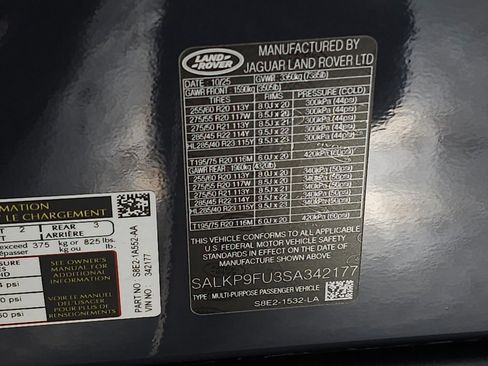 LAND-
ROVER
MANUFACTURED BY
JAGUAR LAND ROVER LTD
DATE : 10/25 GVWR 3360kg (7385lb)
GAWR FRONT : 1590kg (3505lb)
TIRES RIMS PRESSURE (COLD)
255/60 R20 113Y 8.0J x 20 300kPa (44psi)
275/55 R20 117W 8.5J x 20 300kPa (44psi)
275/50 R21 113Y 8.5J x 21 300kPa (44psi)
285/45 R22 114Y 9.5J x 22 300kPa (44psi)
HL285/40 R23 115Y 9.5J x 23 300kPa (44psi)
T195/75 R20 116M 6.0J x 20 420kPa (60psi)
GAWR REAR : 1960kg (4320lb)
255/60 R20 113Y 8.0J x 20 340kPa (50psi)
275/55 R20 117W 8.5J x 20 340kPa (50psi)
275/50 R21 113Y 8.5J x 21 340kPa (50psi)
285/45 R22 114Y 9.5J x 22 340kPa (50psi)
HL285/40 R23 115Y 9.5J x 23 340kPa (50psi)
T195/75 R20 116M 6.0J x 20 420kPa (60psi)
THIS VEHICLE CONFORMS TO ALL APPLICABLE
U.S. FEDERAL MOTOR VEHICLE SAFETY
STANDARDS IN EFFECT ON THE DATE OF
MANUFACTURE SHOWN ABOVE.
SALKP9FU3SA342177
TYPE: MULTI-PURPOSE PASSENGER VEHICLE
S8E2-1532-LA
RMATION
LE CHARGEMENT
T 2 REAR 3
ARRIÈRE
exceed 375 kg or 825 lbs.
dépasser kg ou lb.
SURE
ND
SEE OWNER'S
MANUAL FOR
ADDITIONAL
INFORMATION
VOIR LE MANUEL
DE L'USAGER
POUR PLUS DE
RENSEIGNEMENTS
PSI
PSI
60 PSI
PART NO: S8E2-1A552-AA
VIN NO: 342177